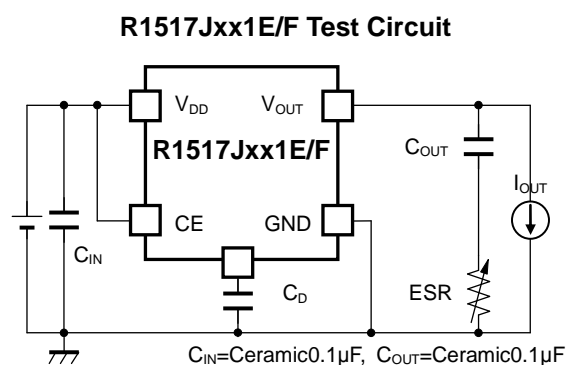 R1517Jxx1E/F Test Circuit
VDD
VOUT
R1517Jxx1E/F
COUT
IOUT
CE
GND
CIN
CD
ESR
CIN=Ceramic0.1µF, COUT=Ceramic0.1µF